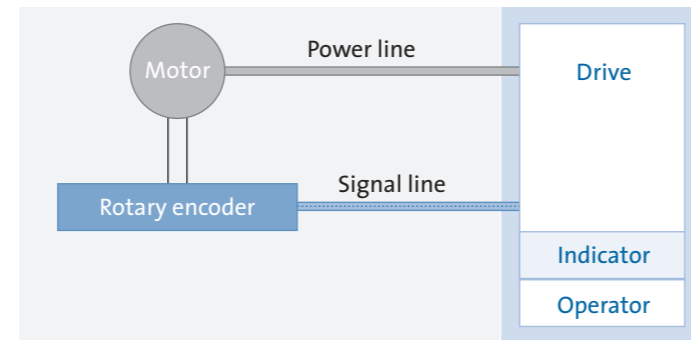 Power line
Motor
Drive
Signal line
Rotary encoder
Indicator
Operator